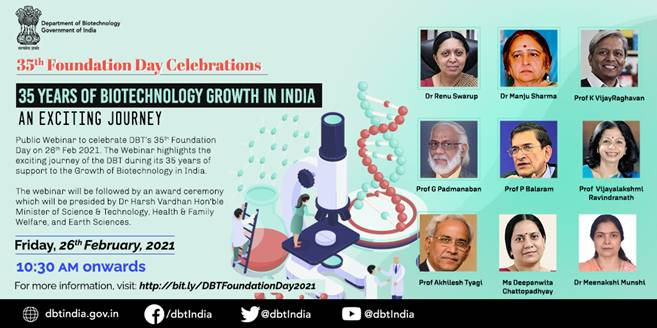 सत्यमेव जयते
Department of Biotechnology
Government of India
35th Foundation Day Celebrations
35 YEARS OF BIOTECHNOLOGY GROWTH IN INDIA
AN EXCITING JOURNEY
Public Webinar to celebrate DBT's 35th Foundation
Day on 26th Feb 2021. The Webinar highlights the
exciting journey of the DBT during its 35 years of
support to the Growth of Biotechnology in India.
The webinar will be followed by an award ceremony
which will be presided by Dr Harsh Vardhan Hon'ble
Minister of Science & Technology, Health & Family
Welfare, and Earth Sciences.
Friday, 26th February, 2021
10:30 AM onwards
For more information, visit: http://bit.ly/DBTFoundationDay2021
Dr Renu Swarup
Dr Manju Sharma
Prof K VijayRaghavan
Prof G Padmanaban
Prof P Balaram
Prof Vijayalakshmi
Ravindranath
Prof Akhilesh Tyagi
Ms Deepanwita
Chattopadhyay
Dr Meenakshi Munshi
dbtindia.gov.in
/dbtIndia
@dbtIndia
@dbtIndia